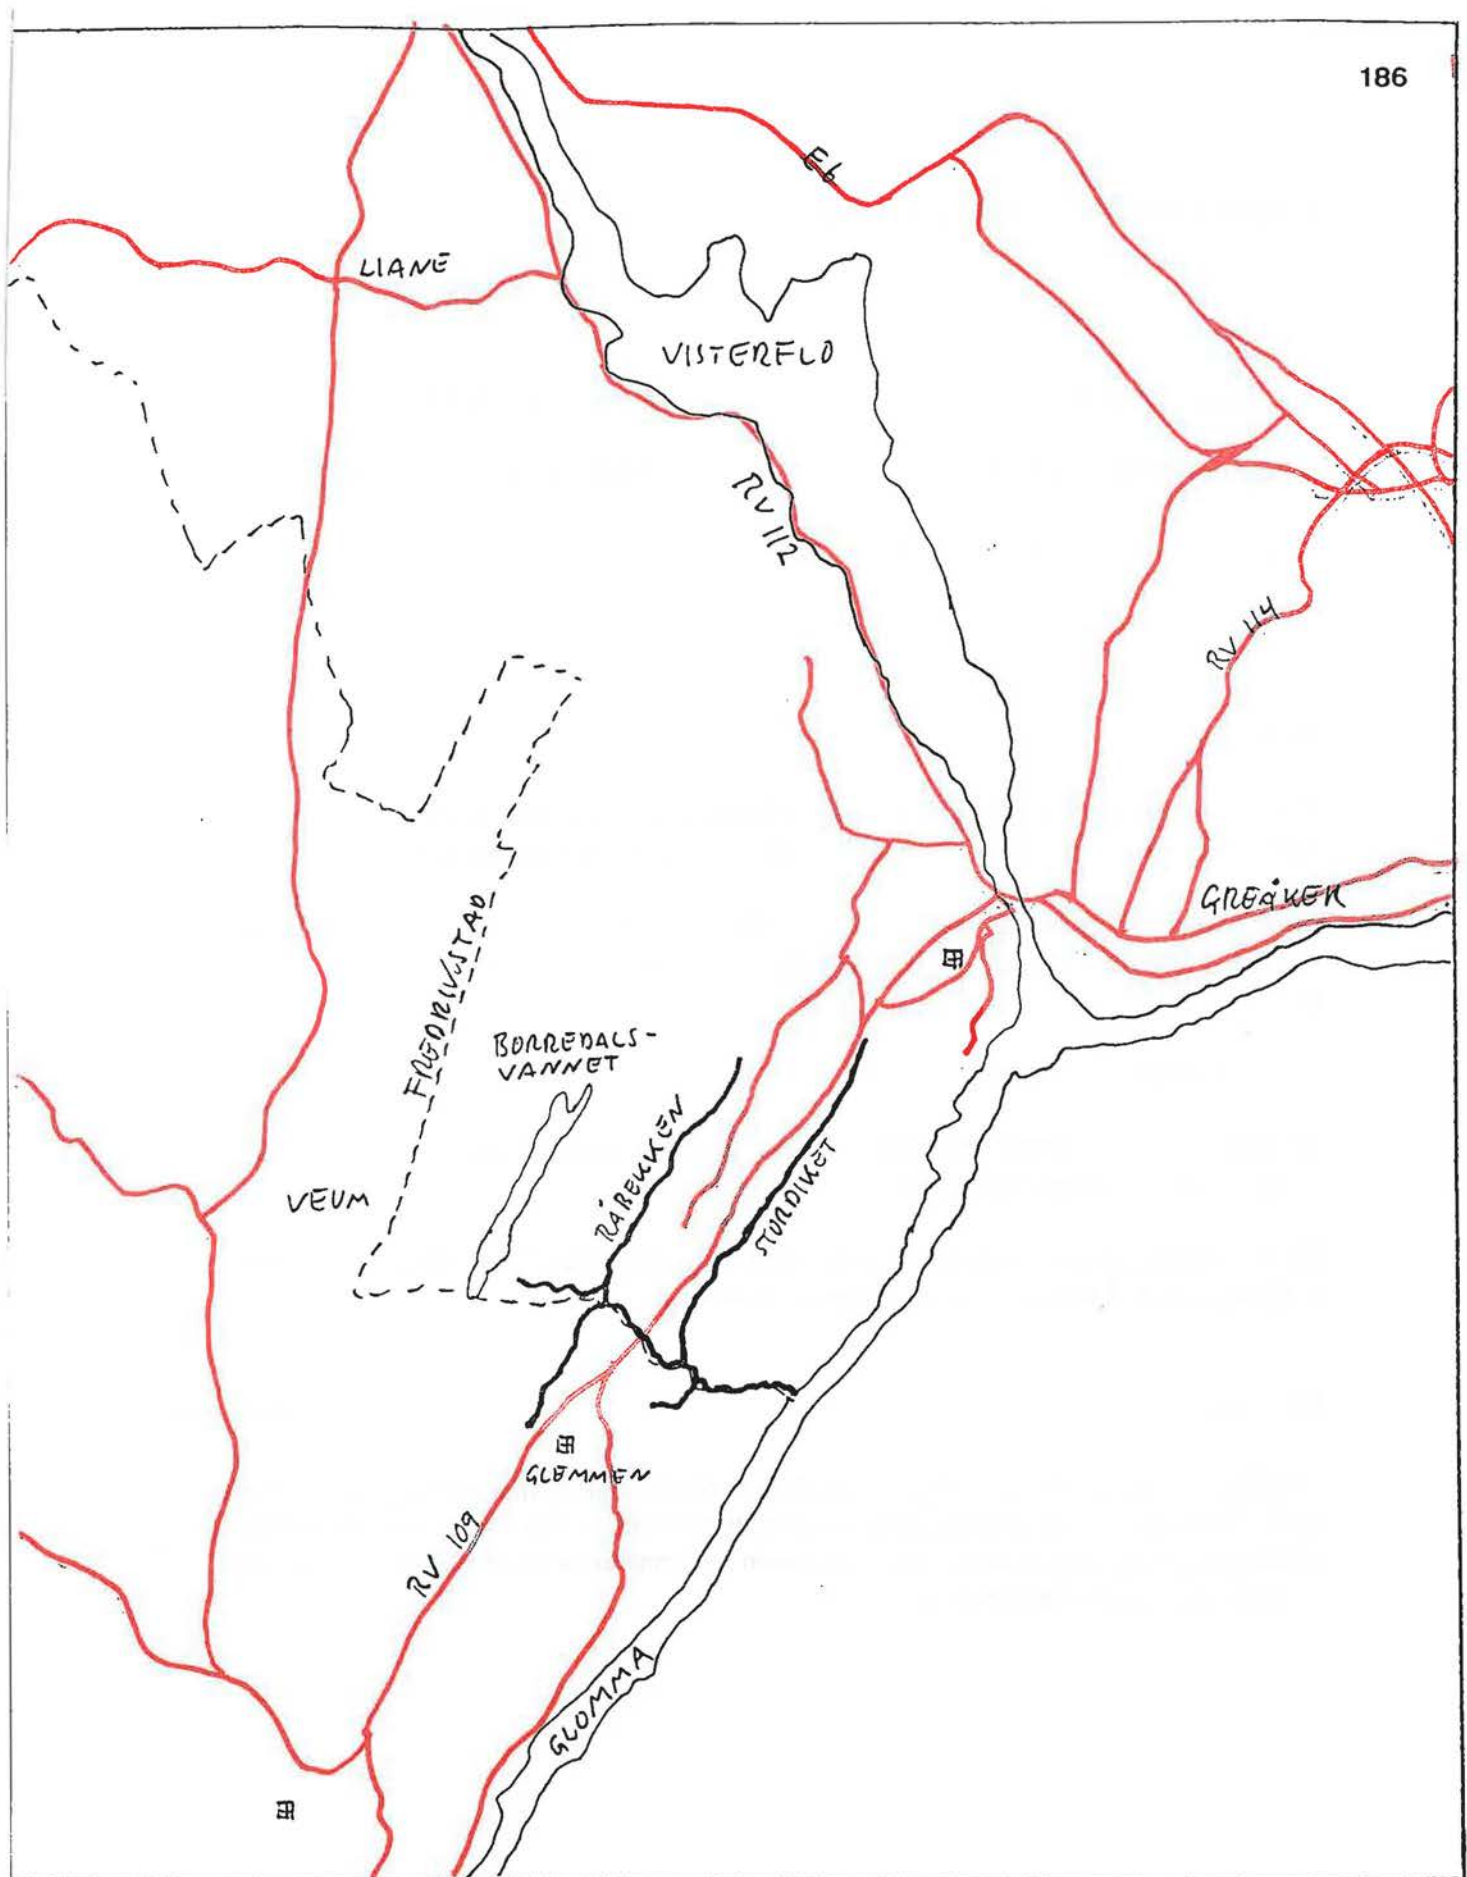 186
E6
LIANE
VISTERFLO
RV 112
RV 114
GREÅKER
FREDRIKSTAD
BORREDALS-
VANNET
RÅBEKKEN
STORDIKET
VEUM
GLEMMEN
RV 109
GLOMMA